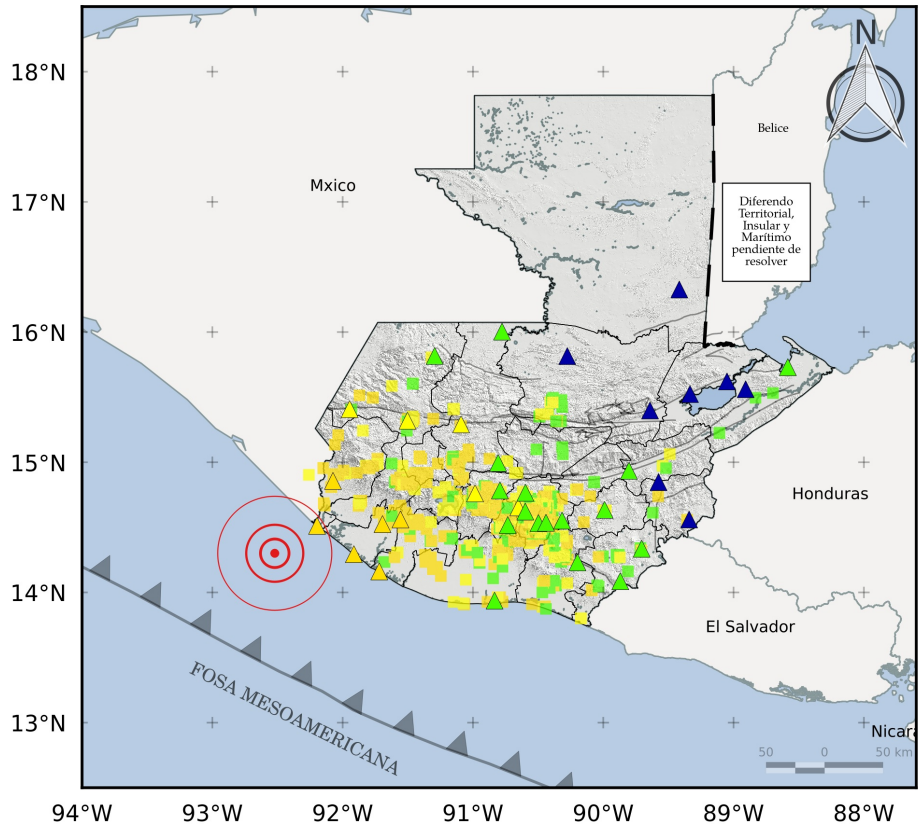 N
18°N
Belice
17°N
Mxico
Diferendo
Territorial,
Insular y
Marítimo
pendiente de
resolver
16°N
15°N
Honduras
14°N
El Salvador
FOSA MESOAMERICANA
13°N
Nicara
50 0 50 km
94°W 93°W 92°W 91°W 90°W 89°W 88°W